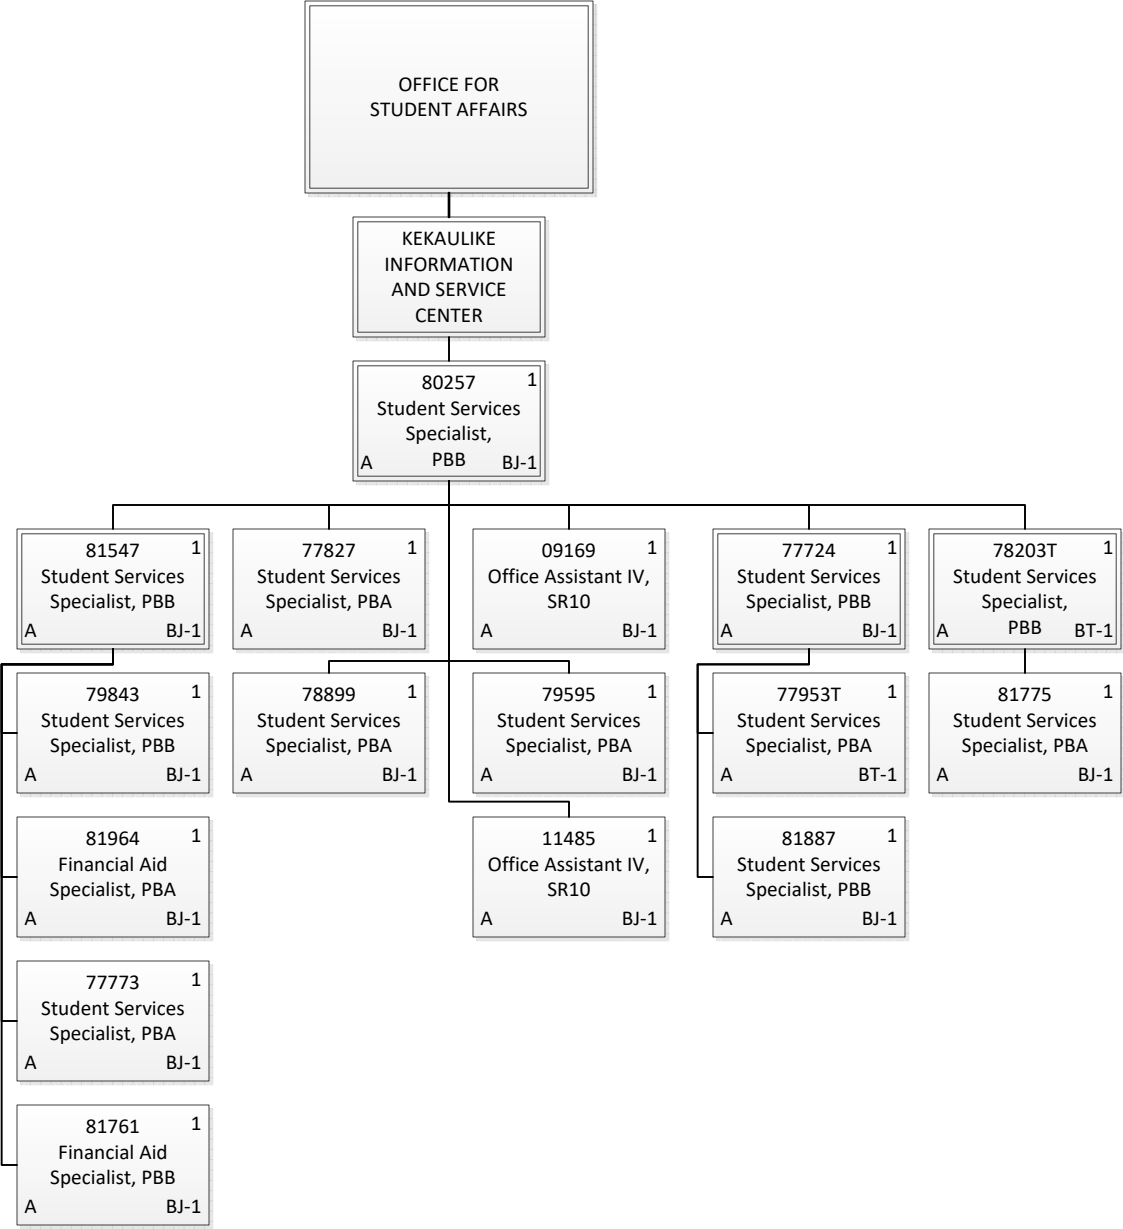 OFFICE FOR
STUDENT AFFAIRS
KEKAULIKE
INFORMATION
AND SERVICE
CENTER
80257 1
Student Services
Specialist,
A PBB BJ-1
81547 1
Student Services
Specialist, PBB
A BJ-1
77827 1
Student Services
Specialist, PBA
A BJ-1
09169 1
Office Assistant IV,
SR10
A BJ-1
77724 1
Student Services
Specialist, PBB
A BJ-1
78203T 1
Student Services
Specialist,
A PBB BT-1
79843 1
Student Services
Specialist, PBB
A BJ-1
78899 1
Student Services
Specialist, PBA
A BJ-1
79595 1
Student Services
Specialist, PBA
A BJ-1
77953T 1
Student Services
Specialist, PBA
A BT-1
81775 1
Student Services
Specialist, PBA
A BJ-1
81964 1
Financial Aid
Specialist, PBA
A BJ-1
11485 1
Office Assistant IV,
SR10
A BJ-1
81887 1
Student Services
Specialist, PBB
A BJ-1
77773 1
Student Services
Specialist, PBA
A BJ-1
81761 1
Financial Aid
Specialist, PBB
A BJ-1